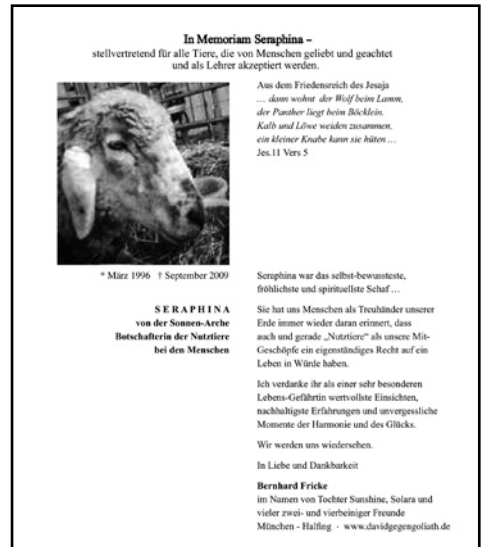 In Memoriam Seraphina –
stellvertretend für alle Tiere, die von Menschen geliebt und geachtet
und als Lehrer akzeptiert werden.
Aus dem Friedensreich des Jesaja
… dann wohnt der Wolf beim Lamm,
der Panther liegt beim Böcklein.
Kalb und Löwe weiden zusammen,
ein kleiner Knabe kann sie hüten …
Jes.11 Vers 5
* März 1996 † September 2009
SERAPHINA
von der Sonnen-Arche
Botschafterin der Nutztiere
bei den Menschen
Seraphina war das selbst-bewussteste,
fröhlichste und spirituellste Schaf …
Sie hat uns Menschen als Treuhänder unserer
Erde immer wieder daran erinnert, dass
auch und gerade „Nutztiere“ als unsere Mit-
Geschöpfe ein eigenständiges Recht auf ein
Leben in Würde haben.
Ich verdanke ihr als einer sehr besonderen
Lebens-Gefährtin wertvollste Einsichten,
nachhaltigste Erfahrungen und unvergessliche
Momente der Harmonie und des Glücks.
Wir werden uns wiedersehen.
In Liebe und Dankbarkeit
Bernhard Fricke
im Namen von Tochter Sunshine, Solara und
vieler zwei- und vierbeiniger Freunde
München - Halfing · www.davidgegengoliath.de